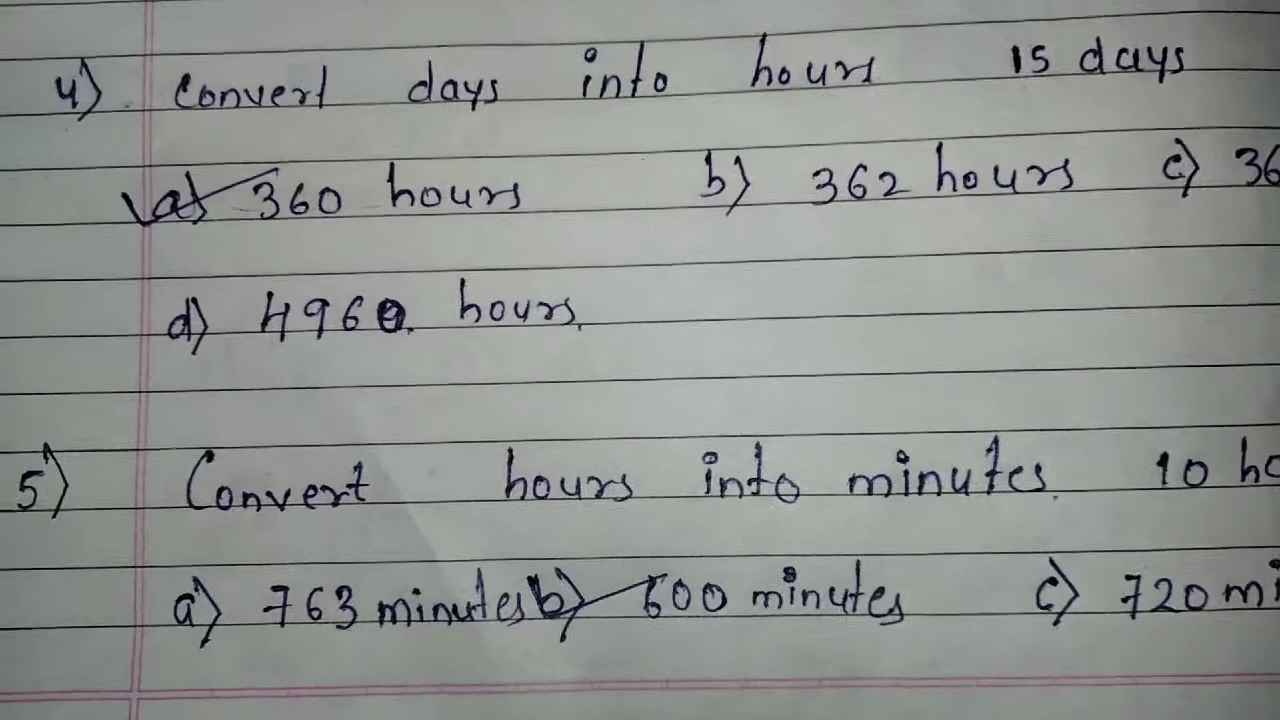 4) Convert days into hours 15 days
a) 360 hours b) 362 hours c) 36
d) 4960 hours
5) Convert hours into minutes. 10 ho
a) 763 minutes b) 600 minutes c) 720 mi